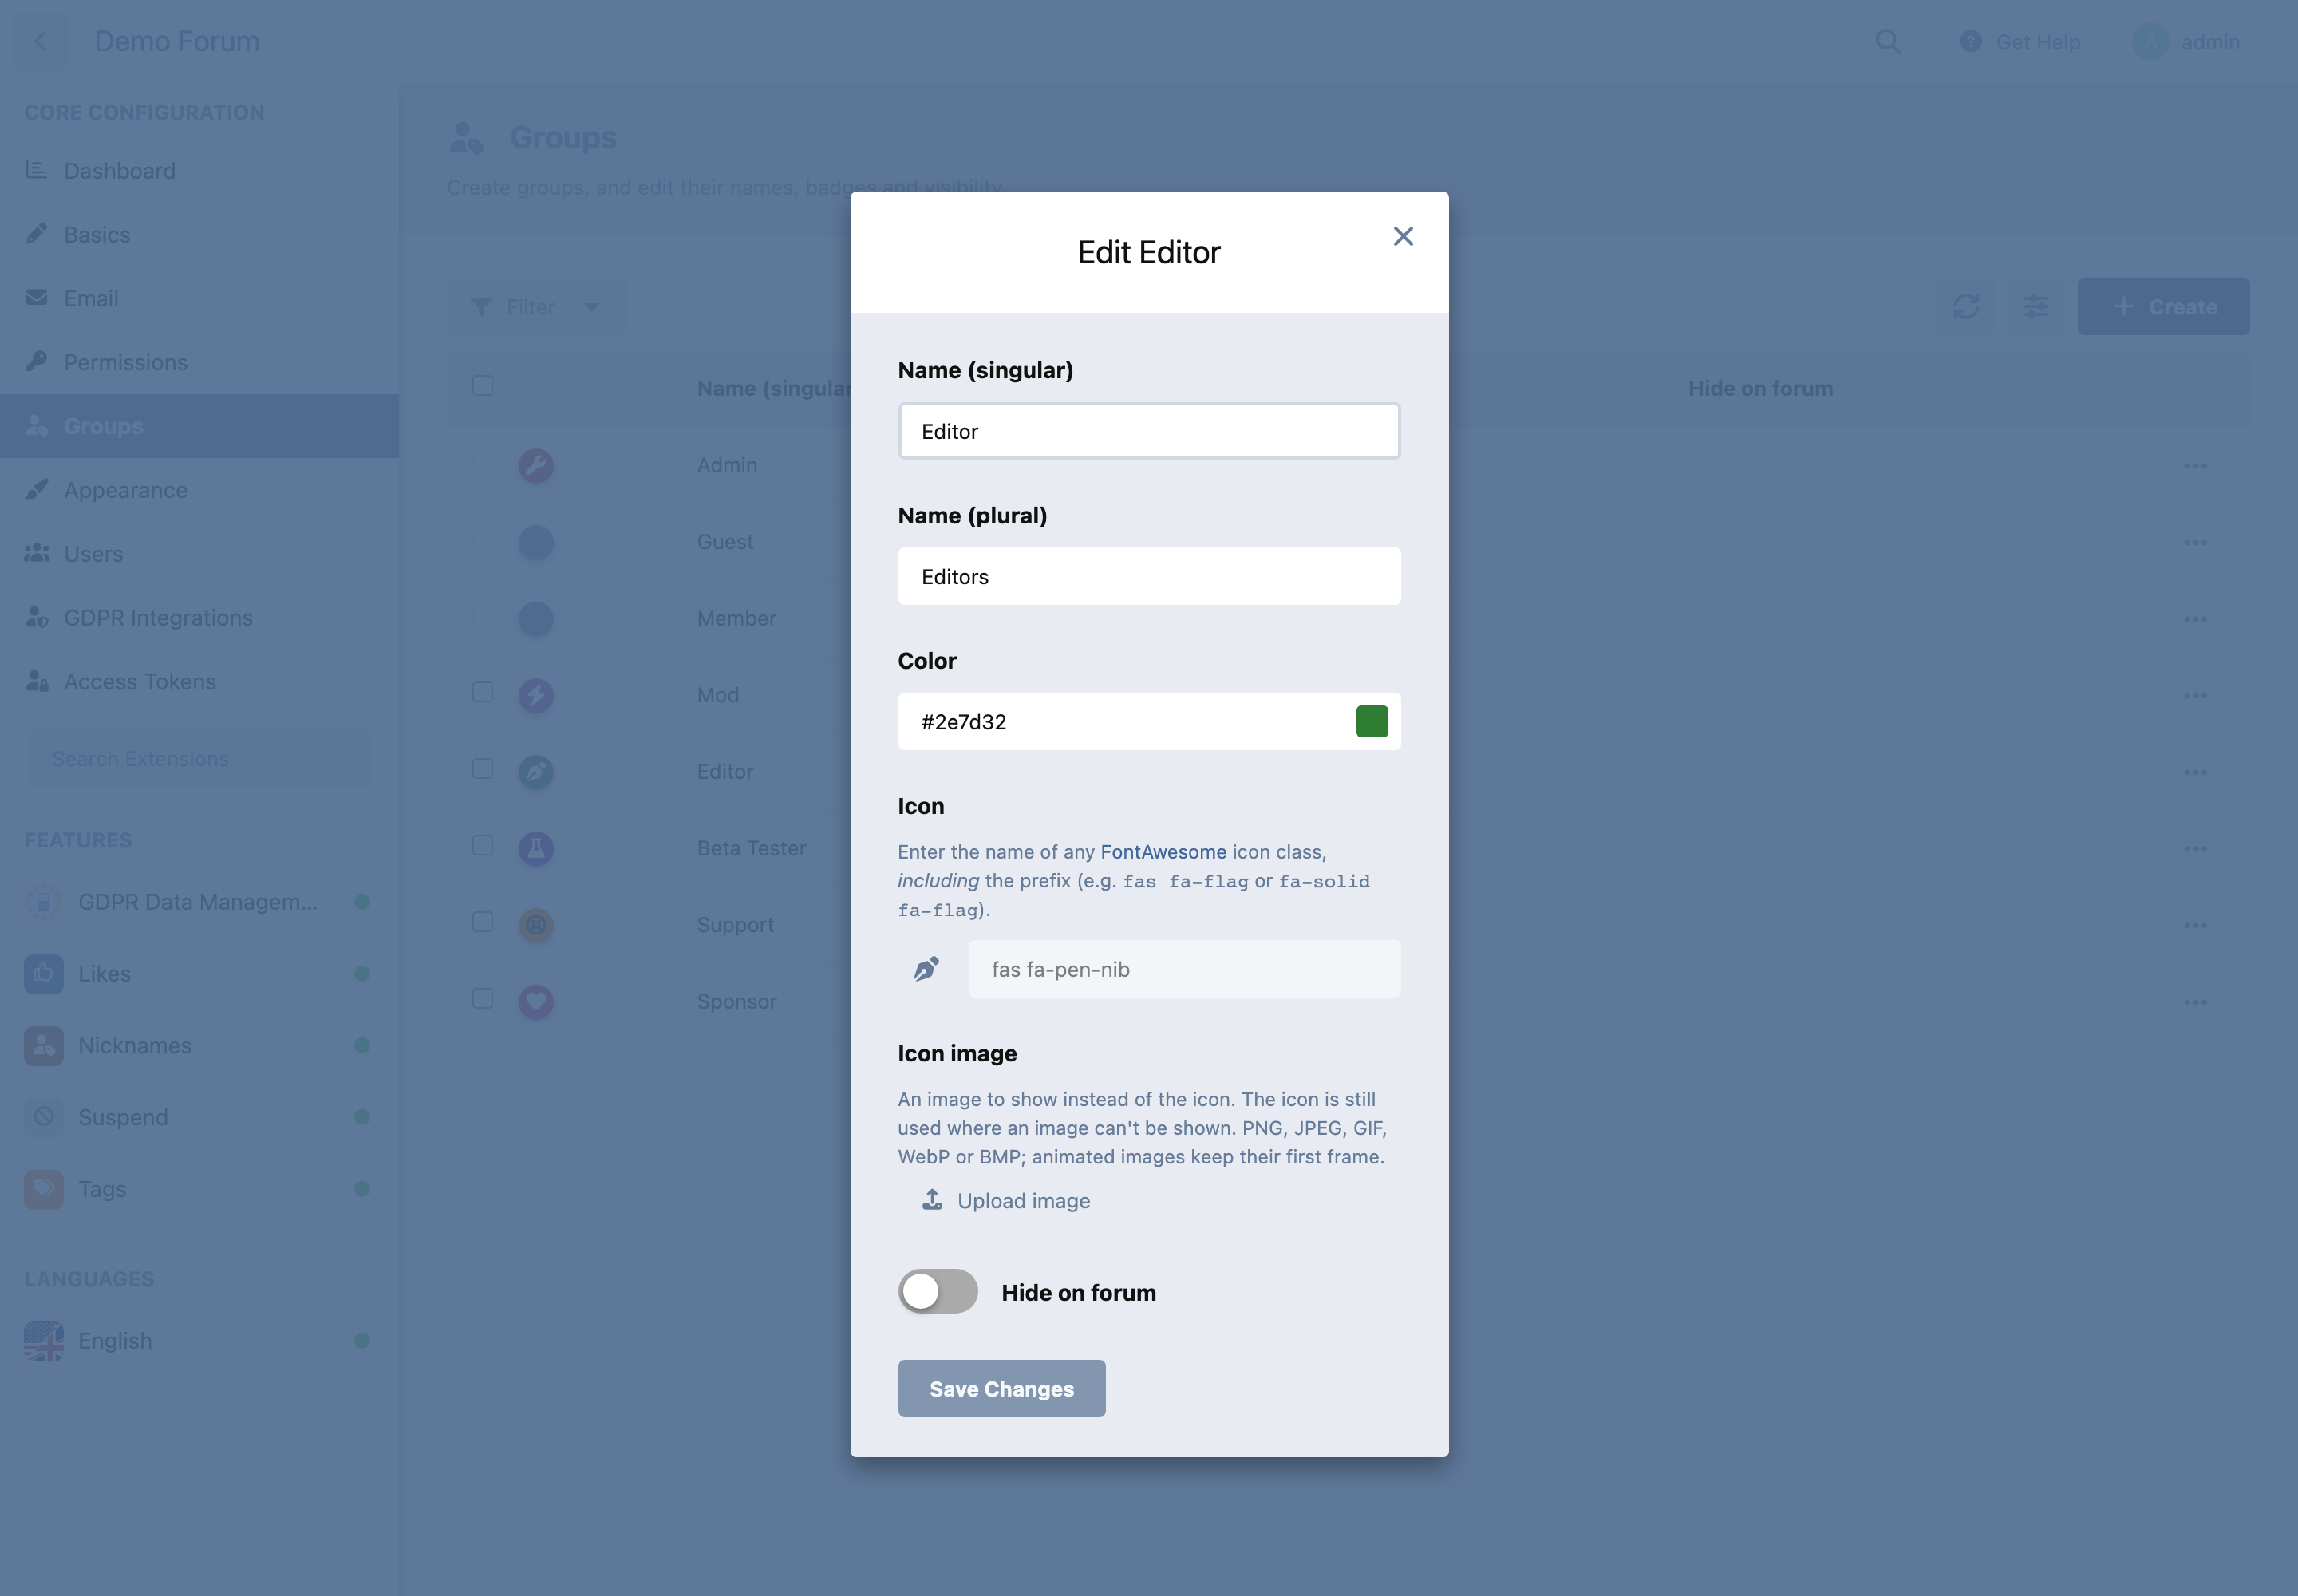 Demo Forum
Get Help
A
admin
CORE CONFIGURATION
Dashboard
Basics
Email
Permissions
Groups
Appearance
Users
GDPR Integrations
Access Tokens
Search Extensions
FEATURES
GDPR Data Managem...
Likes
Nicknames
Suspend
Tags
LANGUAGES
English
Groups
Create groups, and edit their names, badges and visibility.
Filter
Create
Name (singular
Hide on forum
Admin
Guest
Member
Mod
Editor
Beta Tester
Support
Sponsor
Edit Editor
Name (singular)
Editor
Name (plural)
Editors
Color
#2e7d32
Icon
Enter the name of any FontAwesome icon class,
including the prefix (e.g. fas fa-flag or fa-solid
fa-flag).
fas fa-pen-nib
Icon image
An image to show instead of the icon. The icon is still
used where an image can't be shown. PNG, JPEG, GIF,
WebP or BMP; animated images keep their first frame.
Upload image
Hide on forum
Save Changes